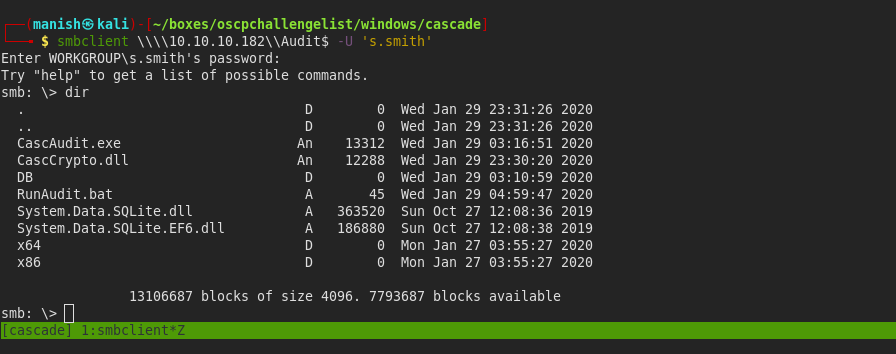 (manish㉿kali)-[~/boxes/oscpchallengelist/windows/cascade]
$ smbclient \\\\10.10.10.182\\Audit$ -U 's.smith'
Enter WORKGROUP\s.smith's password:
Try "help" to get a list of possible commands.
smb: \> dir
. D 0 Wed Jan 29 23:31:26 2020
.. D 0 Wed Jan 29 23:31:26 2020
CascAudit.exe An 13312 Wed Jan 29 03:16:51 2020
CascCrypto.dll An 12288 Wed Jan 29 23:30:20 2020
DB D 0 Wed Jan 29 03:10:59 2020
RunAudit.bat A 45 Wed Jan 29 04:59:47 2020
System.Data.SQLite.dll A 363520 Sun Oct 27 12:08:36 2019
System.Data.SQLite.EF6.dll A 186880 Sun Oct 27 12:08:38 2019
x64 D 0 Mon Jan 27 03:55:27 2020
x86 D 0 Mon Jan 27 03:55:27 2020
13106687 blocks of size 4096. 7793687 blocks available
smb: \>
[cascade] 1:smbclient*Z